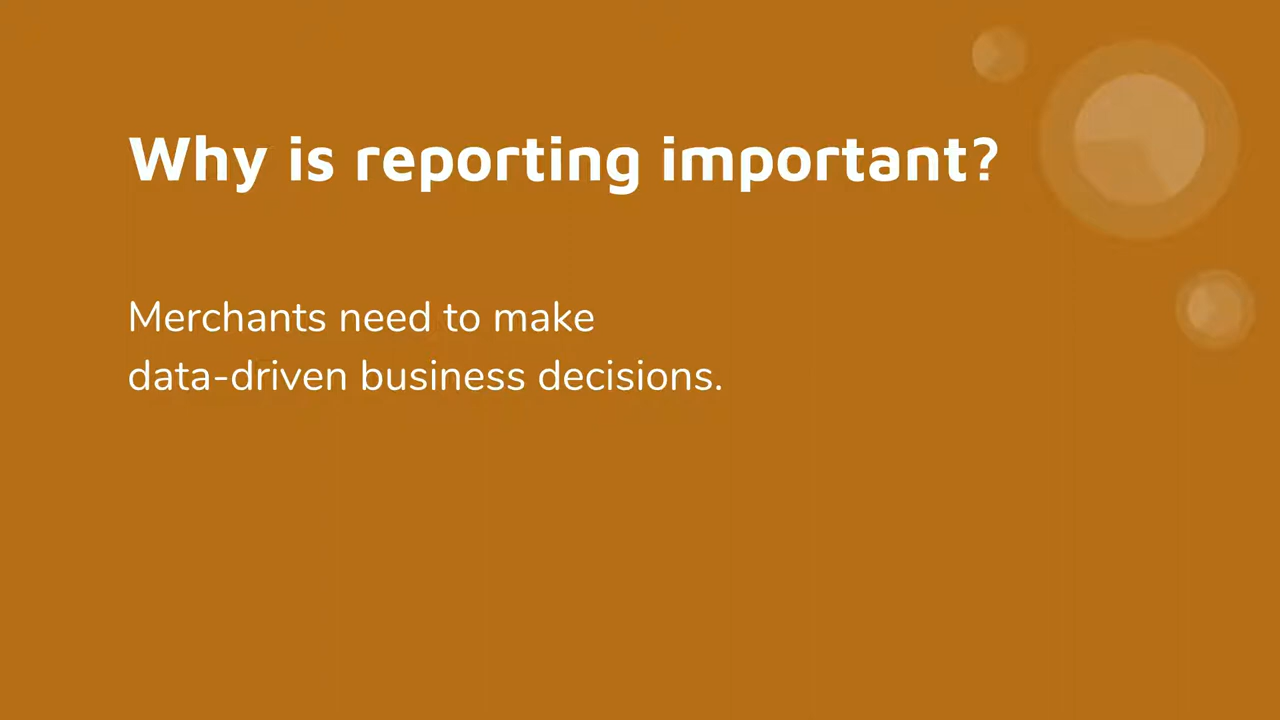 Why is reporting important?
Merchants need to make
data-driven business decisions.